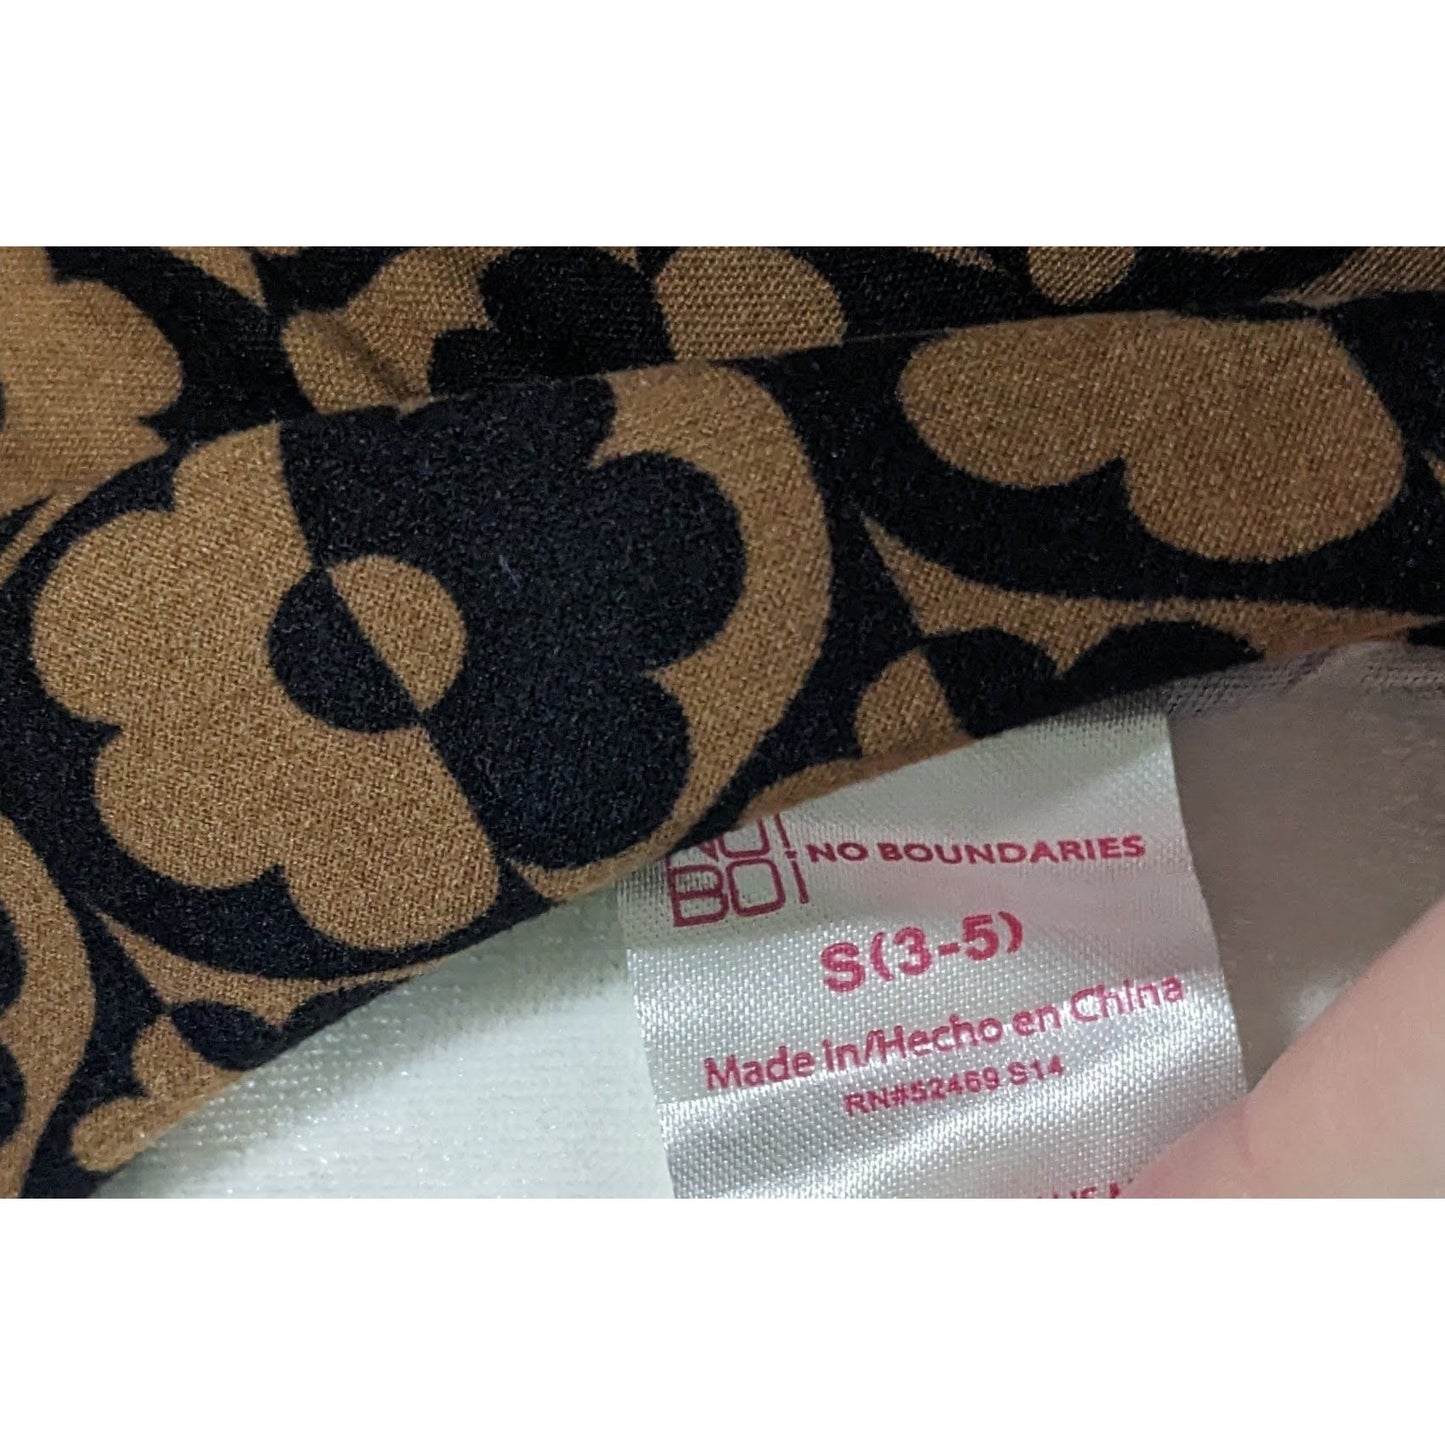 NO!
BO!
NO BOUNDARIES
S(3-5)
Made in/Hecho en China
RN#52469 S14